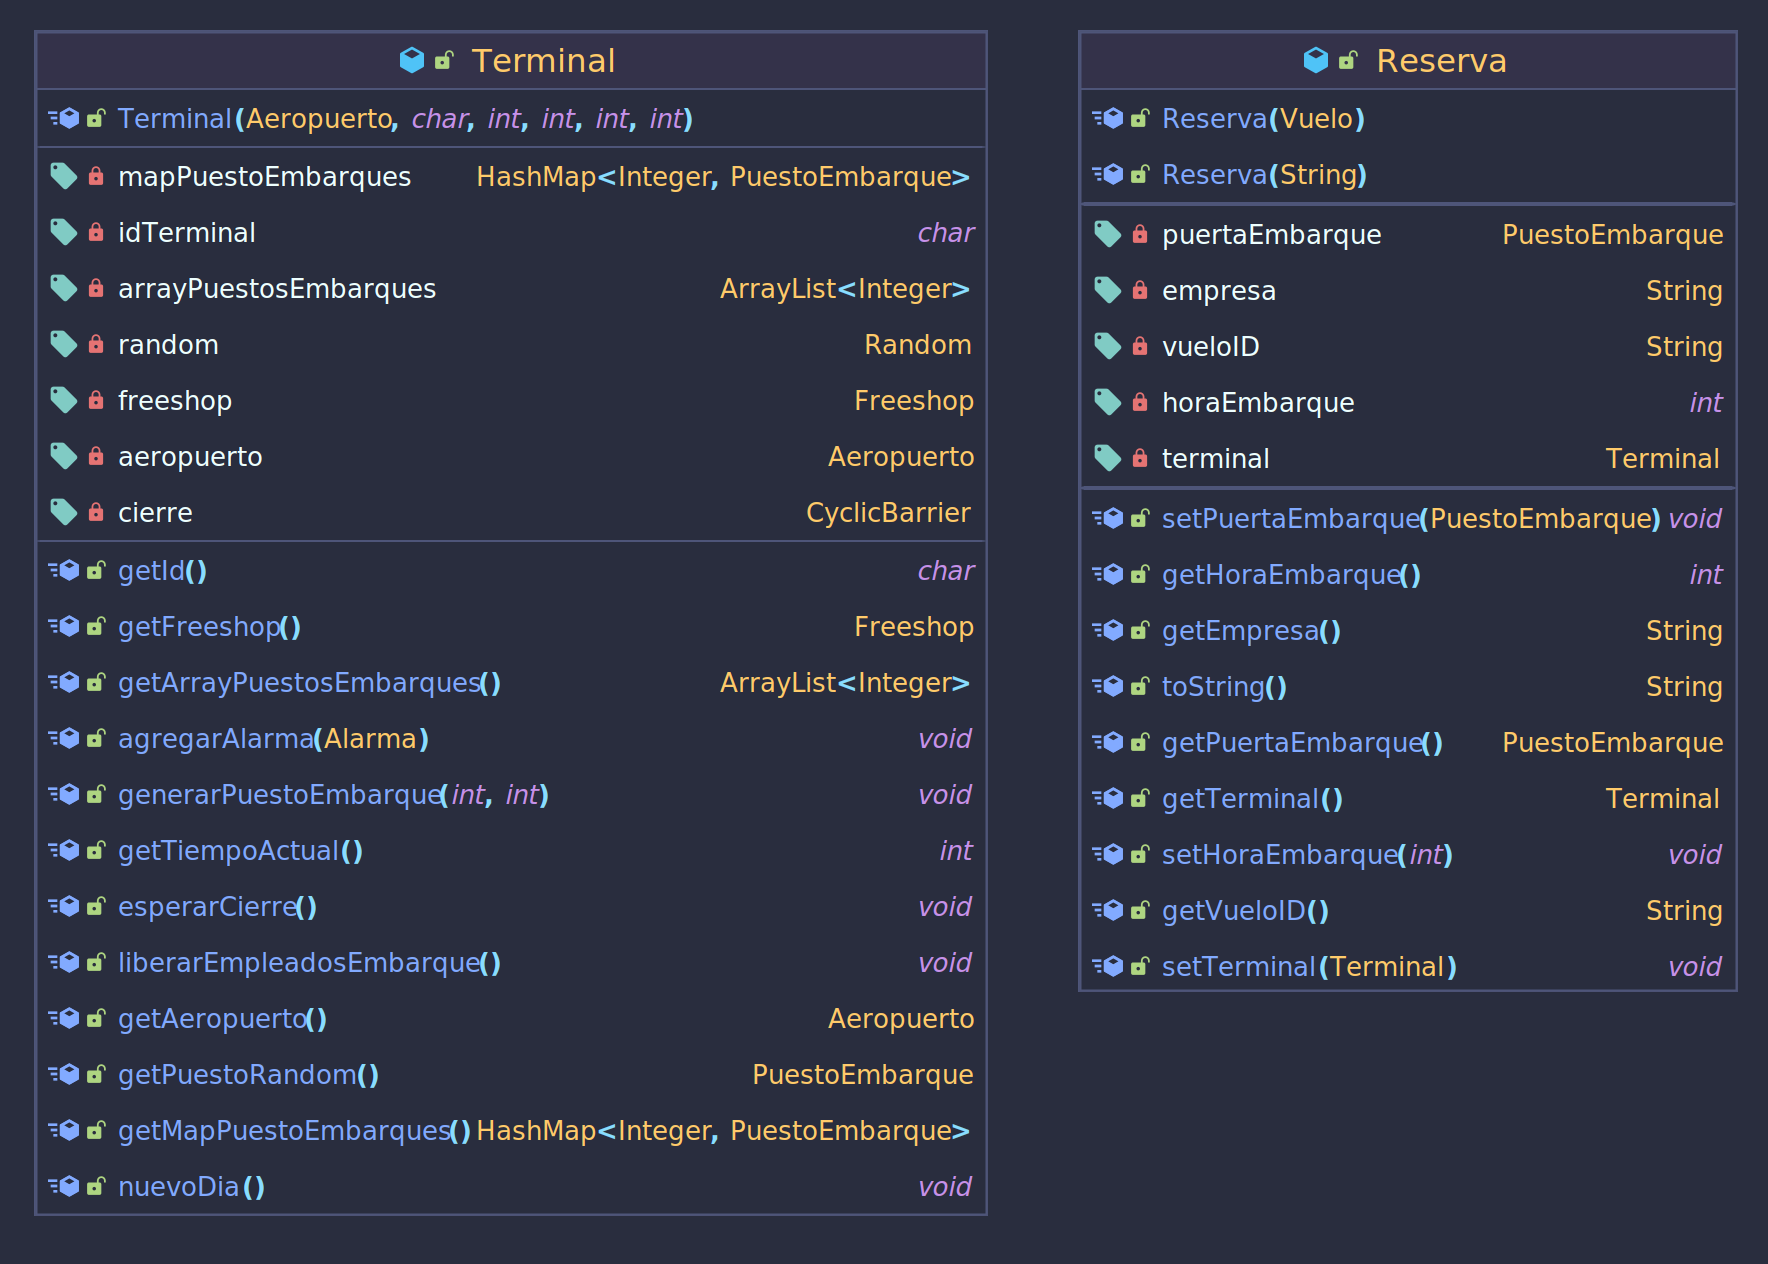 Terminal
Terminal(Aeropuerto, char, int, int, int, int)
mapPuestoEmbarques HashMap<Integer, PuestoEmbarque>
idTerminal char
arrayPuestosEmbarques ArrayList<Integer>
random Random
freeshop Freeshop
aeropuerto Aeropuerto
cierre CyclicBarrier
getId() char
getFreeshop() Freeshop
getArrayPuestosEmbarques() ArrayList<Integer>
agregarAlarma(Alarma) void
generarPuestoEmbarque(int, int) void
getTiempoActual() int
esperarCierre() void
liberarEmpleadosEmbarque() void
getAeropuerto() Aeropuerto
getPuestoRandom() PuestoEmbarque
getMapPuestoEmbarques() HashMap<Integer, PuestoEmbarque>
nuevoDia() void
Reserva
Reserva(Vuelo)
Reserva(String)
puertaEmbarque PuestoEmbarque
empresa String
vueloID String
horaEmbarque int
terminal Terminal
setPuertaEmbarque(PuestoEmbarque) void
getHoraEmbarque() int
getEmpresa() String
toString() String
getPuertaEmbarque() PuestoEmbarque
getTerminal() Terminal
setHoraEmbarque(int) void
getVueloID() String
setTerminal(Terminal) void